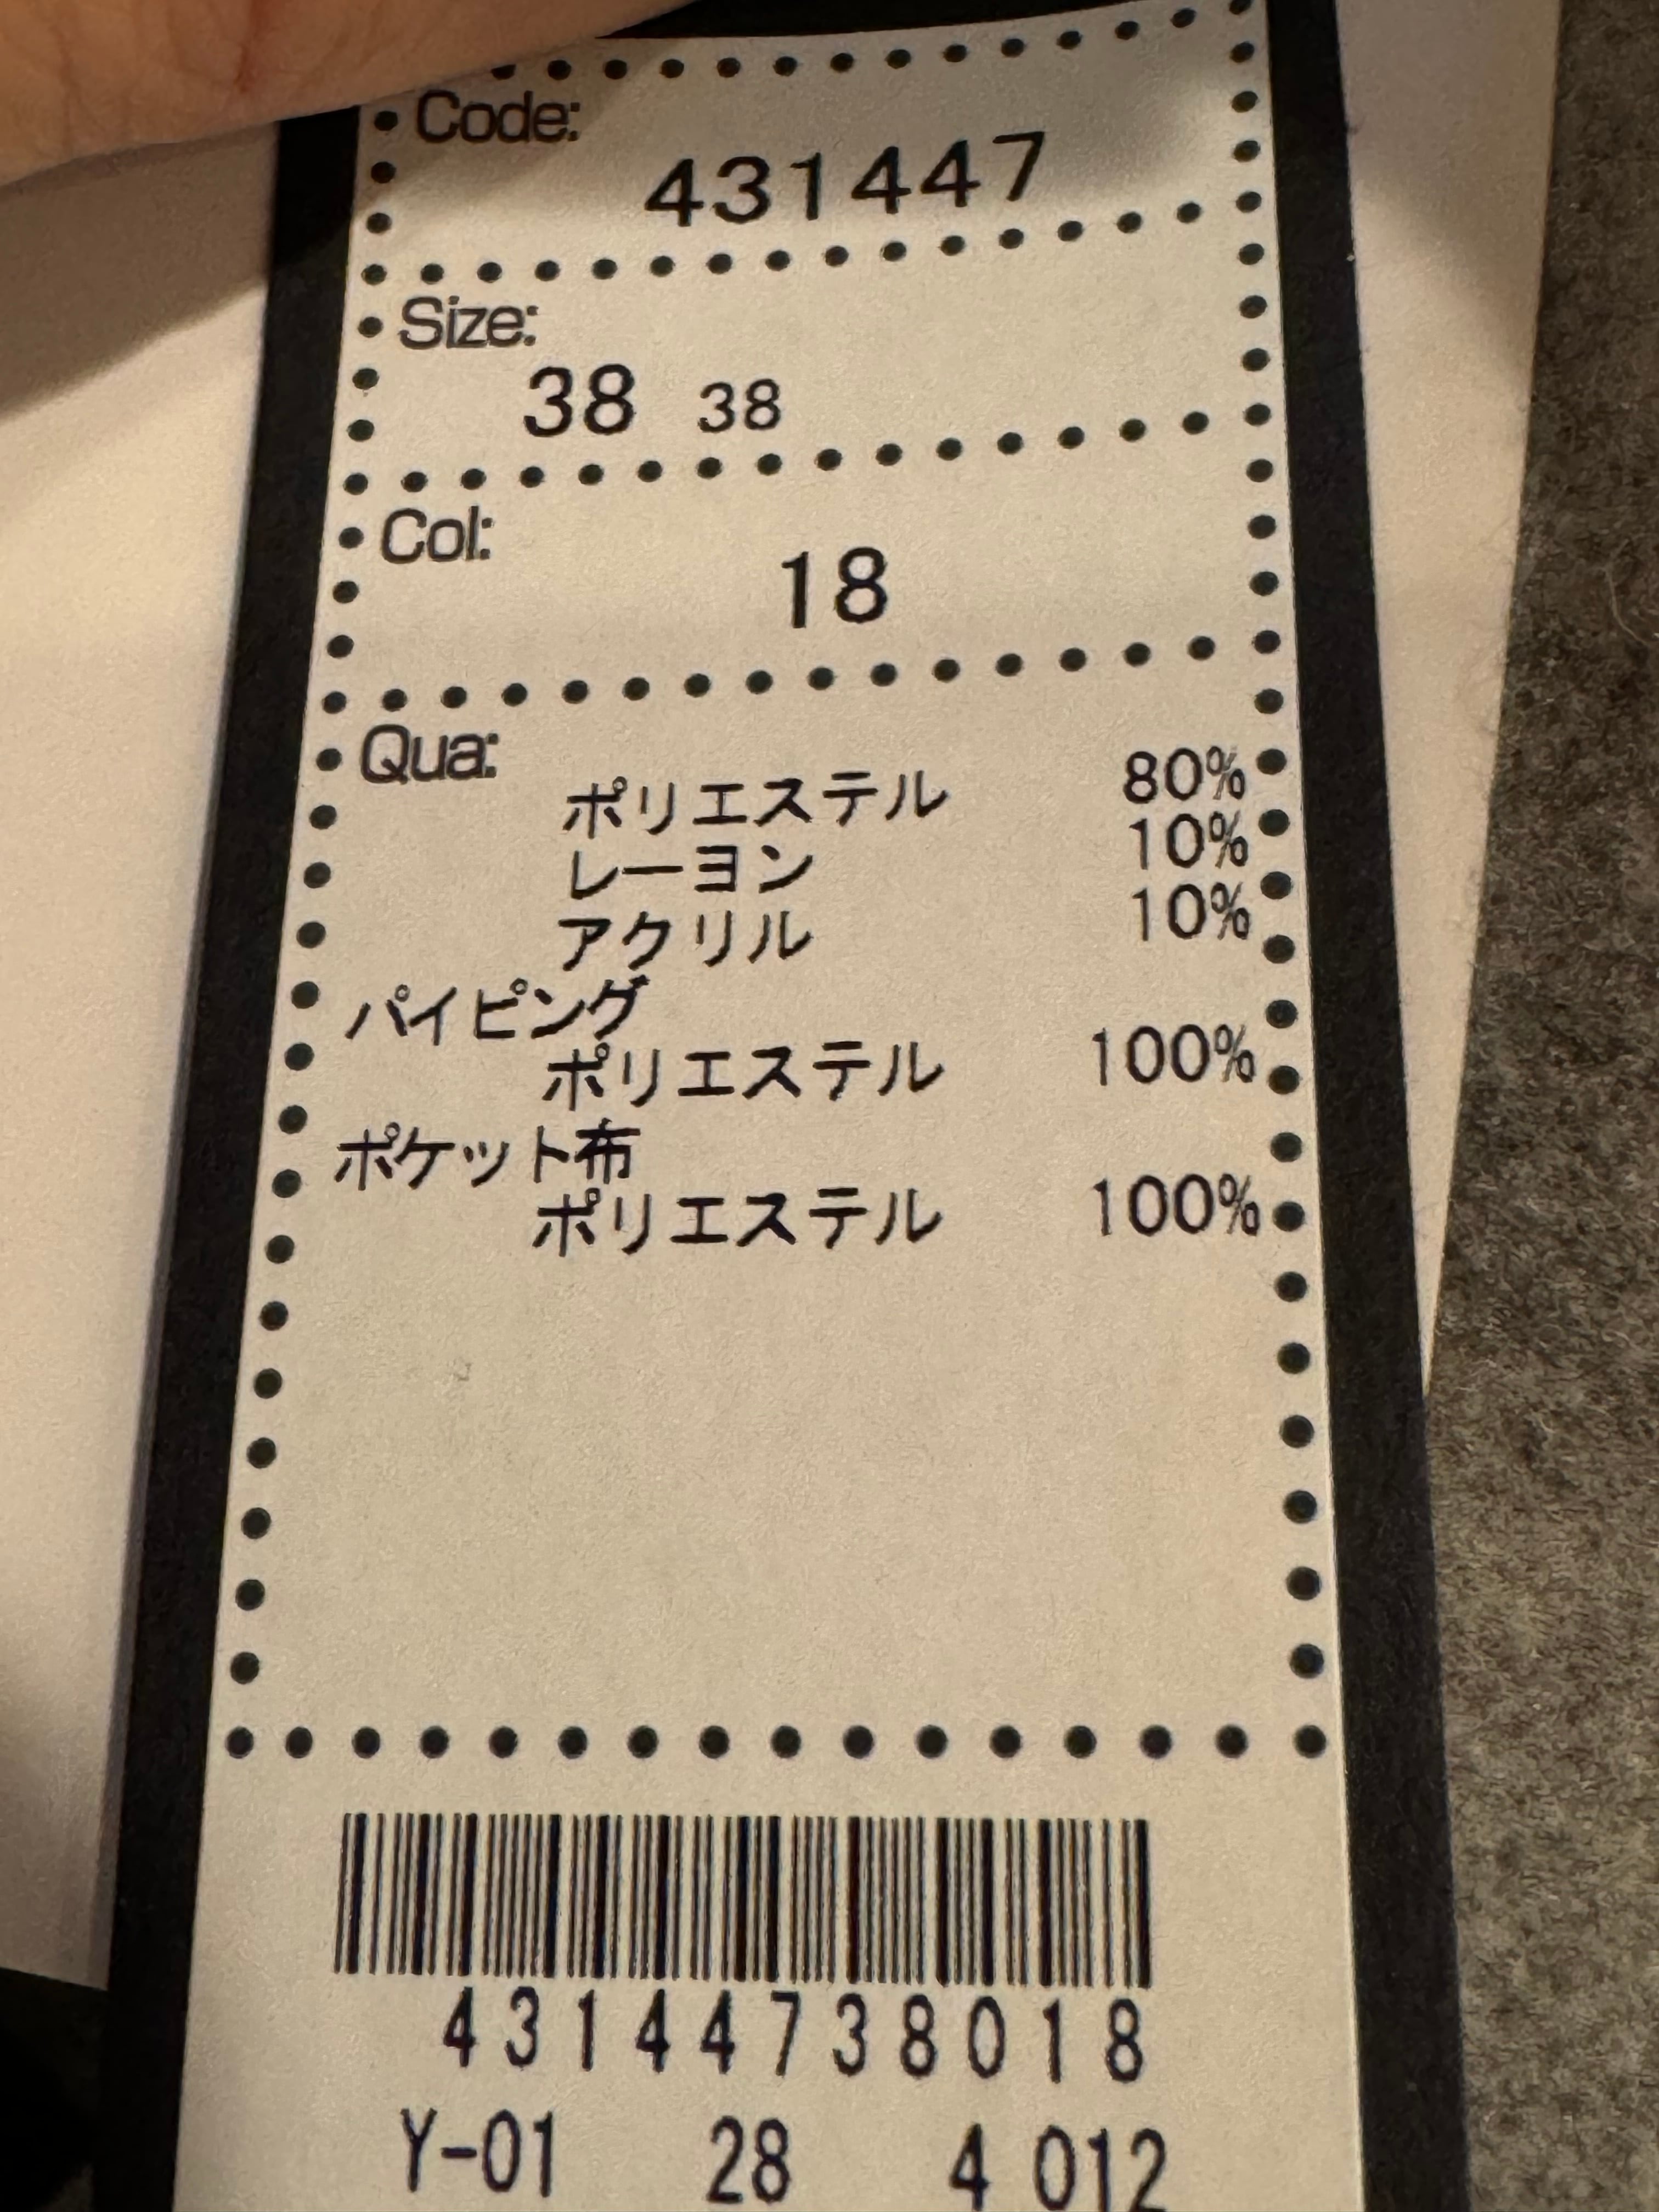 Code:
431447
Size:
38 38
Col:
18
Qua:
ポリエステル 80%
レーヨン 10%
アクリル 10%
パイピング
ポリエステル 100%
ポケット布
ポリエステル 100%
43144738018
Y-01 28 4 012